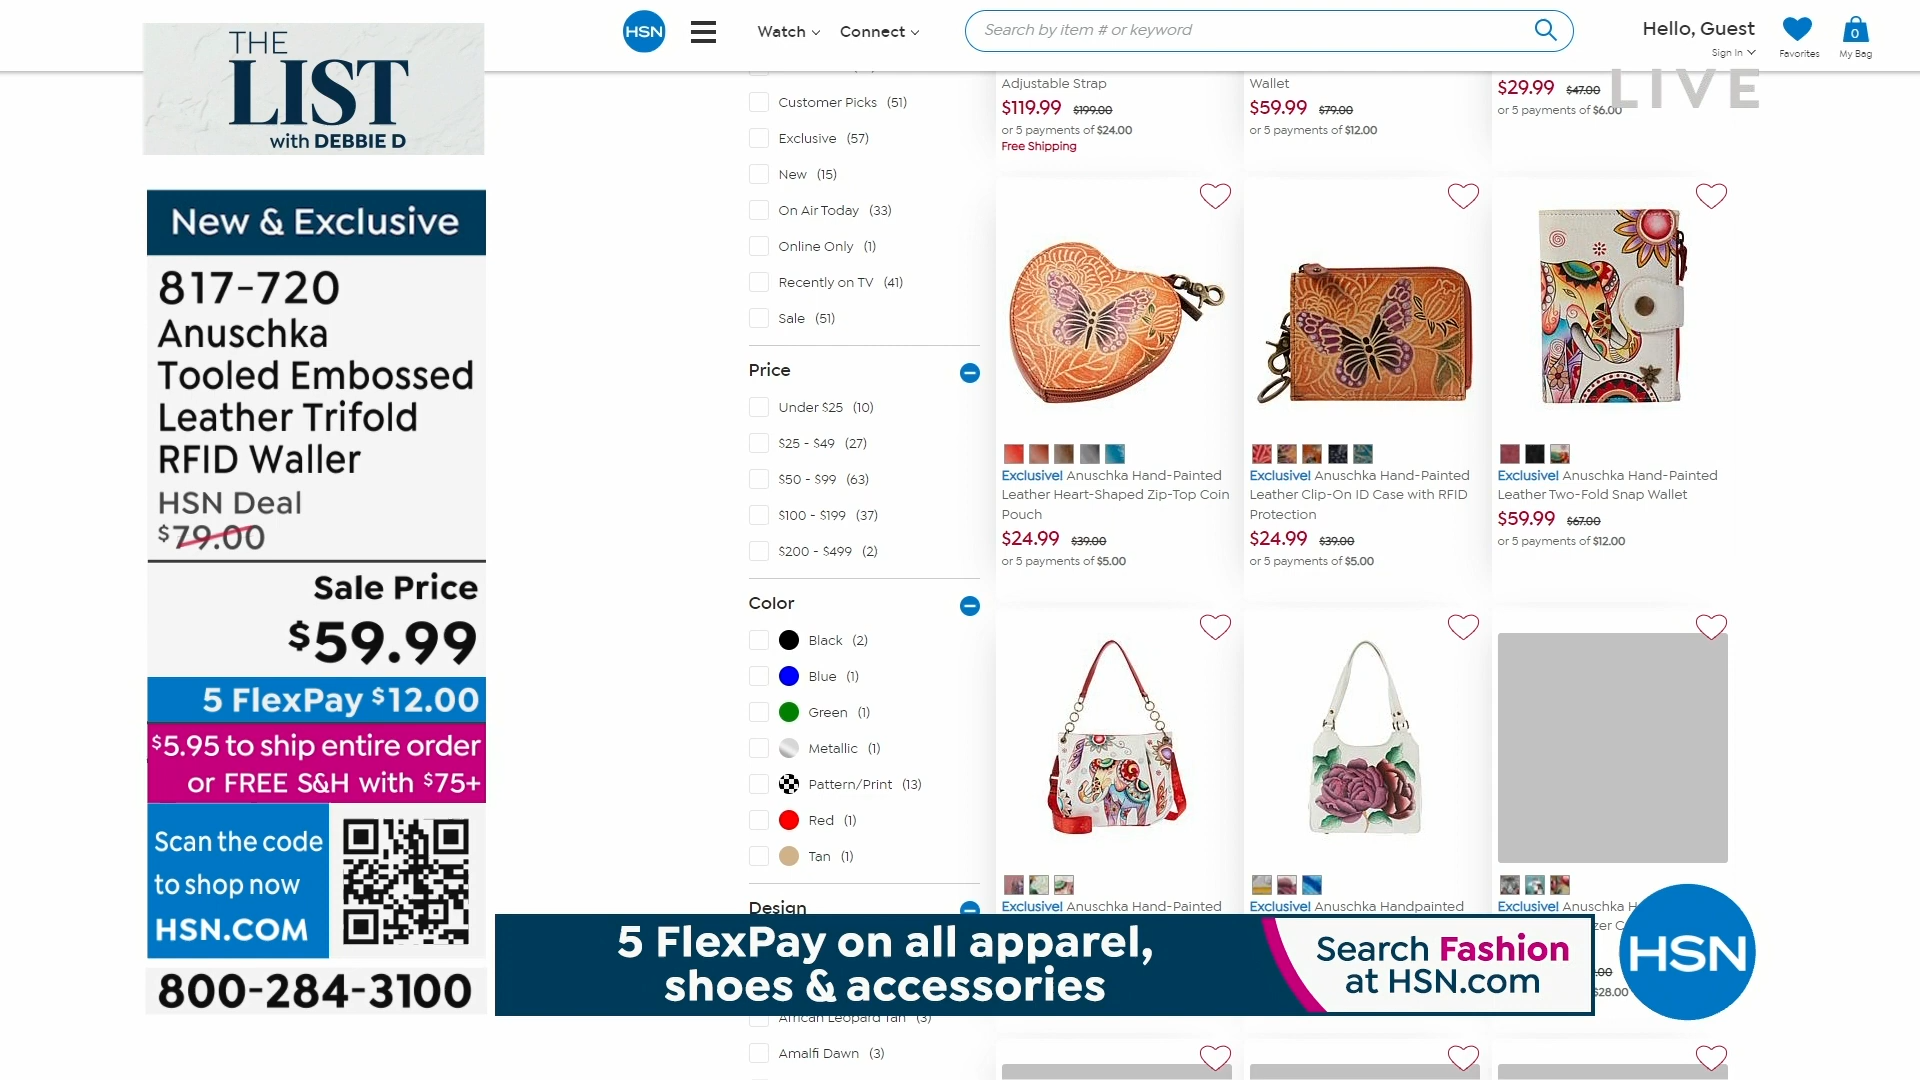 THE
LIST
with DEBBIE D
New & Exclusive
817-720
Anuschka
Tooled Embossed
Leather Trifold
RFID Waller
HSN Deal
$79.00
Sale Price
$59.99
5 FlexPay $12.00
$5.95 to ship entire order
or FREE S&H with $75+
Scan the code
to shop now
HSN.COM
800-284-3100
HSN
Watch
Connect
Search by item # or keyword
Hello, Guest
Sign In
Favorites
0
My Bag
LIVE
Customer Picks (51)
Exclusive (57)
New (15)
On Air Today (33)
Online Only (1)
Recently on TV (41)
Sale (51)
Price
Under $25 (10)
$25 - $49 (27)
$50 - $99 (63)
$100 - $199 (37)
$200 - $499 (2)
Color
Black (2)
Blue (1)
Green (1)
Metallic (1)
Pattern/Print (13)
Red (1)
Tan (1)
Design
African Leopard Tan (3)
Amalfi Dawn (3)
Adjustable Strap
$119.99 $199.00
or 5 payments of $24.00
Free Shipping
Wallet
$59.99 $79.00
or 5 payments of $12.00
$29.99 $47.00
or 5 payments of $6.00
Exclusive! Anuschka Hand-Painted
Leather Heart-Shaped Zip-Top Coin
Pouch
$24.99 $39.00
or 5 payments of $5.00
Exclusive! Anuschka Hand-Painted
Leather Clip-On ID Case with RFID
Protection
$24.99 $39.00
or 5 payments of $5.00
Exclusive! Anuschka Hand-Painted
Leather Two-Fold Snap Wallet
$59.99 $67.00
or 5 payments of $12.00
Exclusive! Anuschka Hand-Painted
Exclusive! Anuschka Handpainted
Exclusive! Anuschka
$28.00
5 FlexPay on all apparel,
shoes & accessories
Search Fashion
at HSN.com
HSN